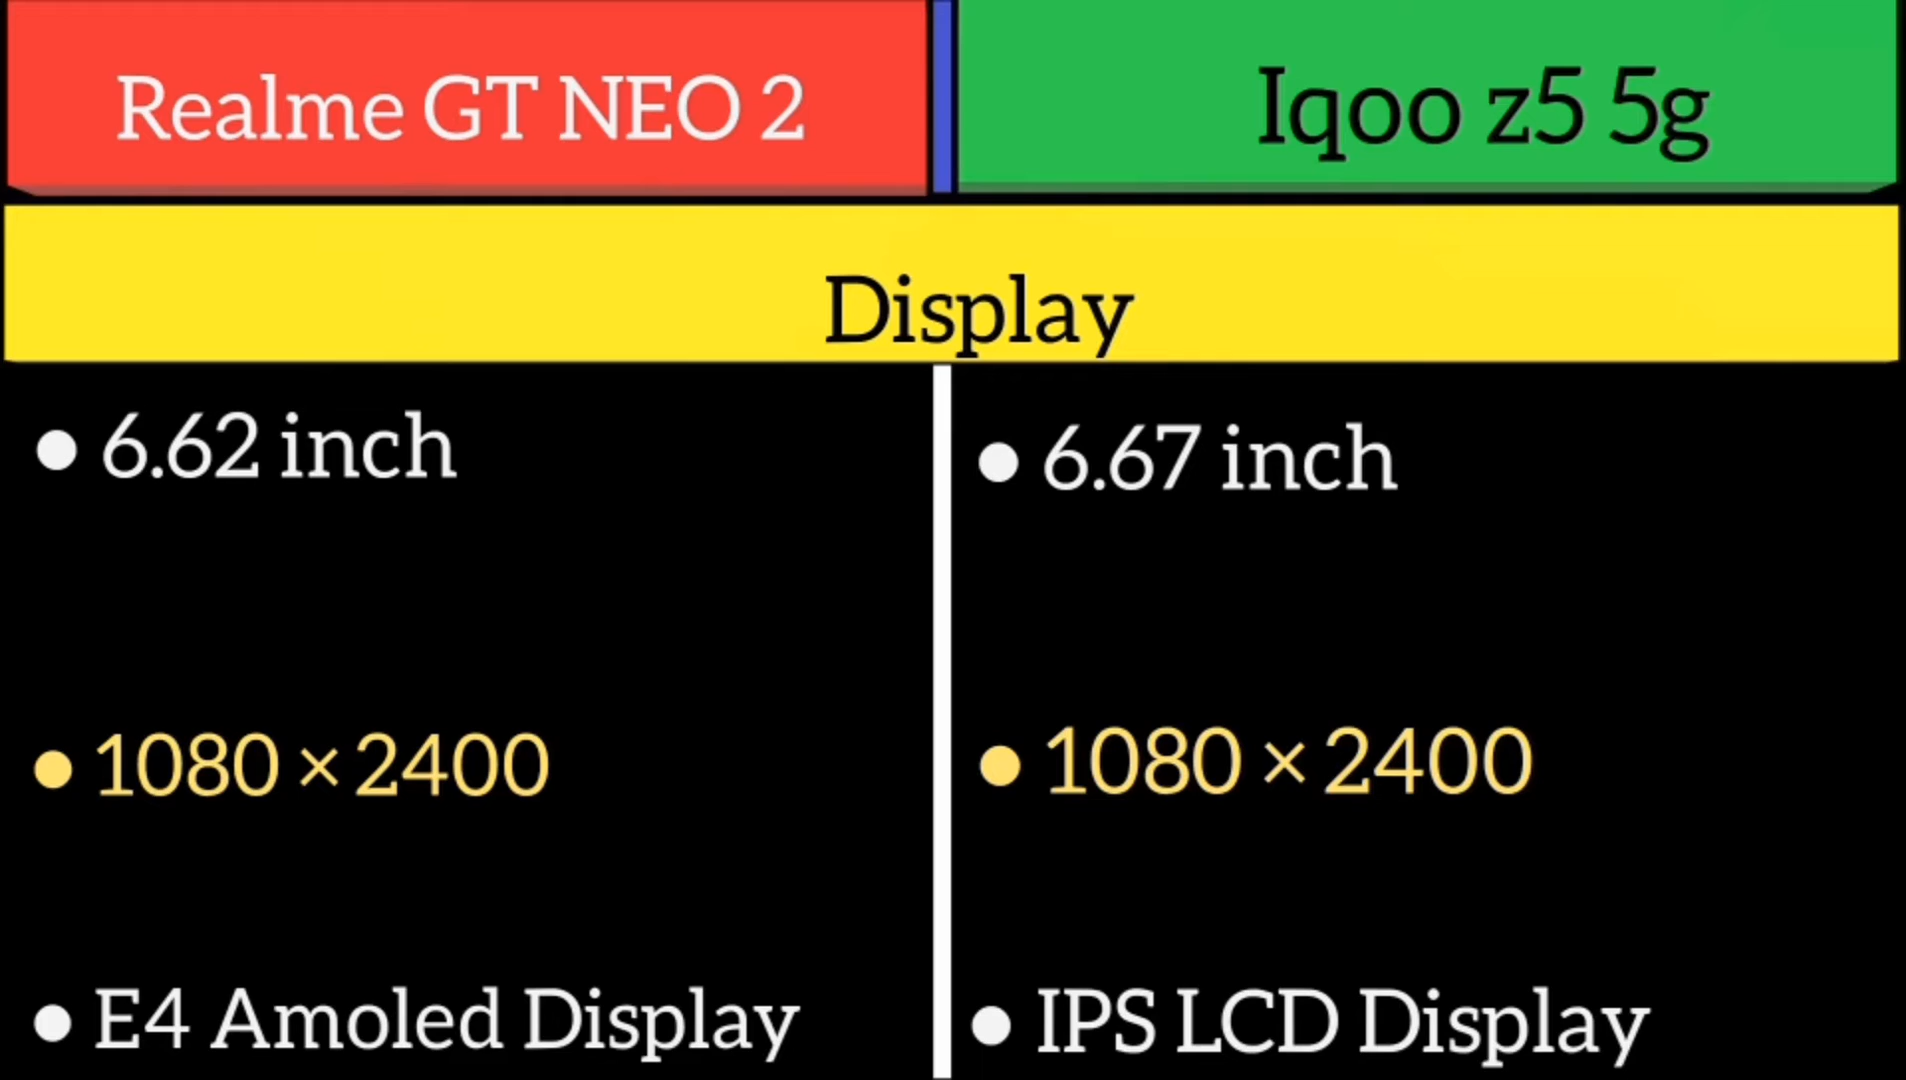 Realme GT NEO 2
Iqoo z5 5g
Display
• 6.62 inch
• 6.67 inch
• 1080 × 2400
• 1080 × 2400
• E4 Amoled Display
• IPS LCD Display